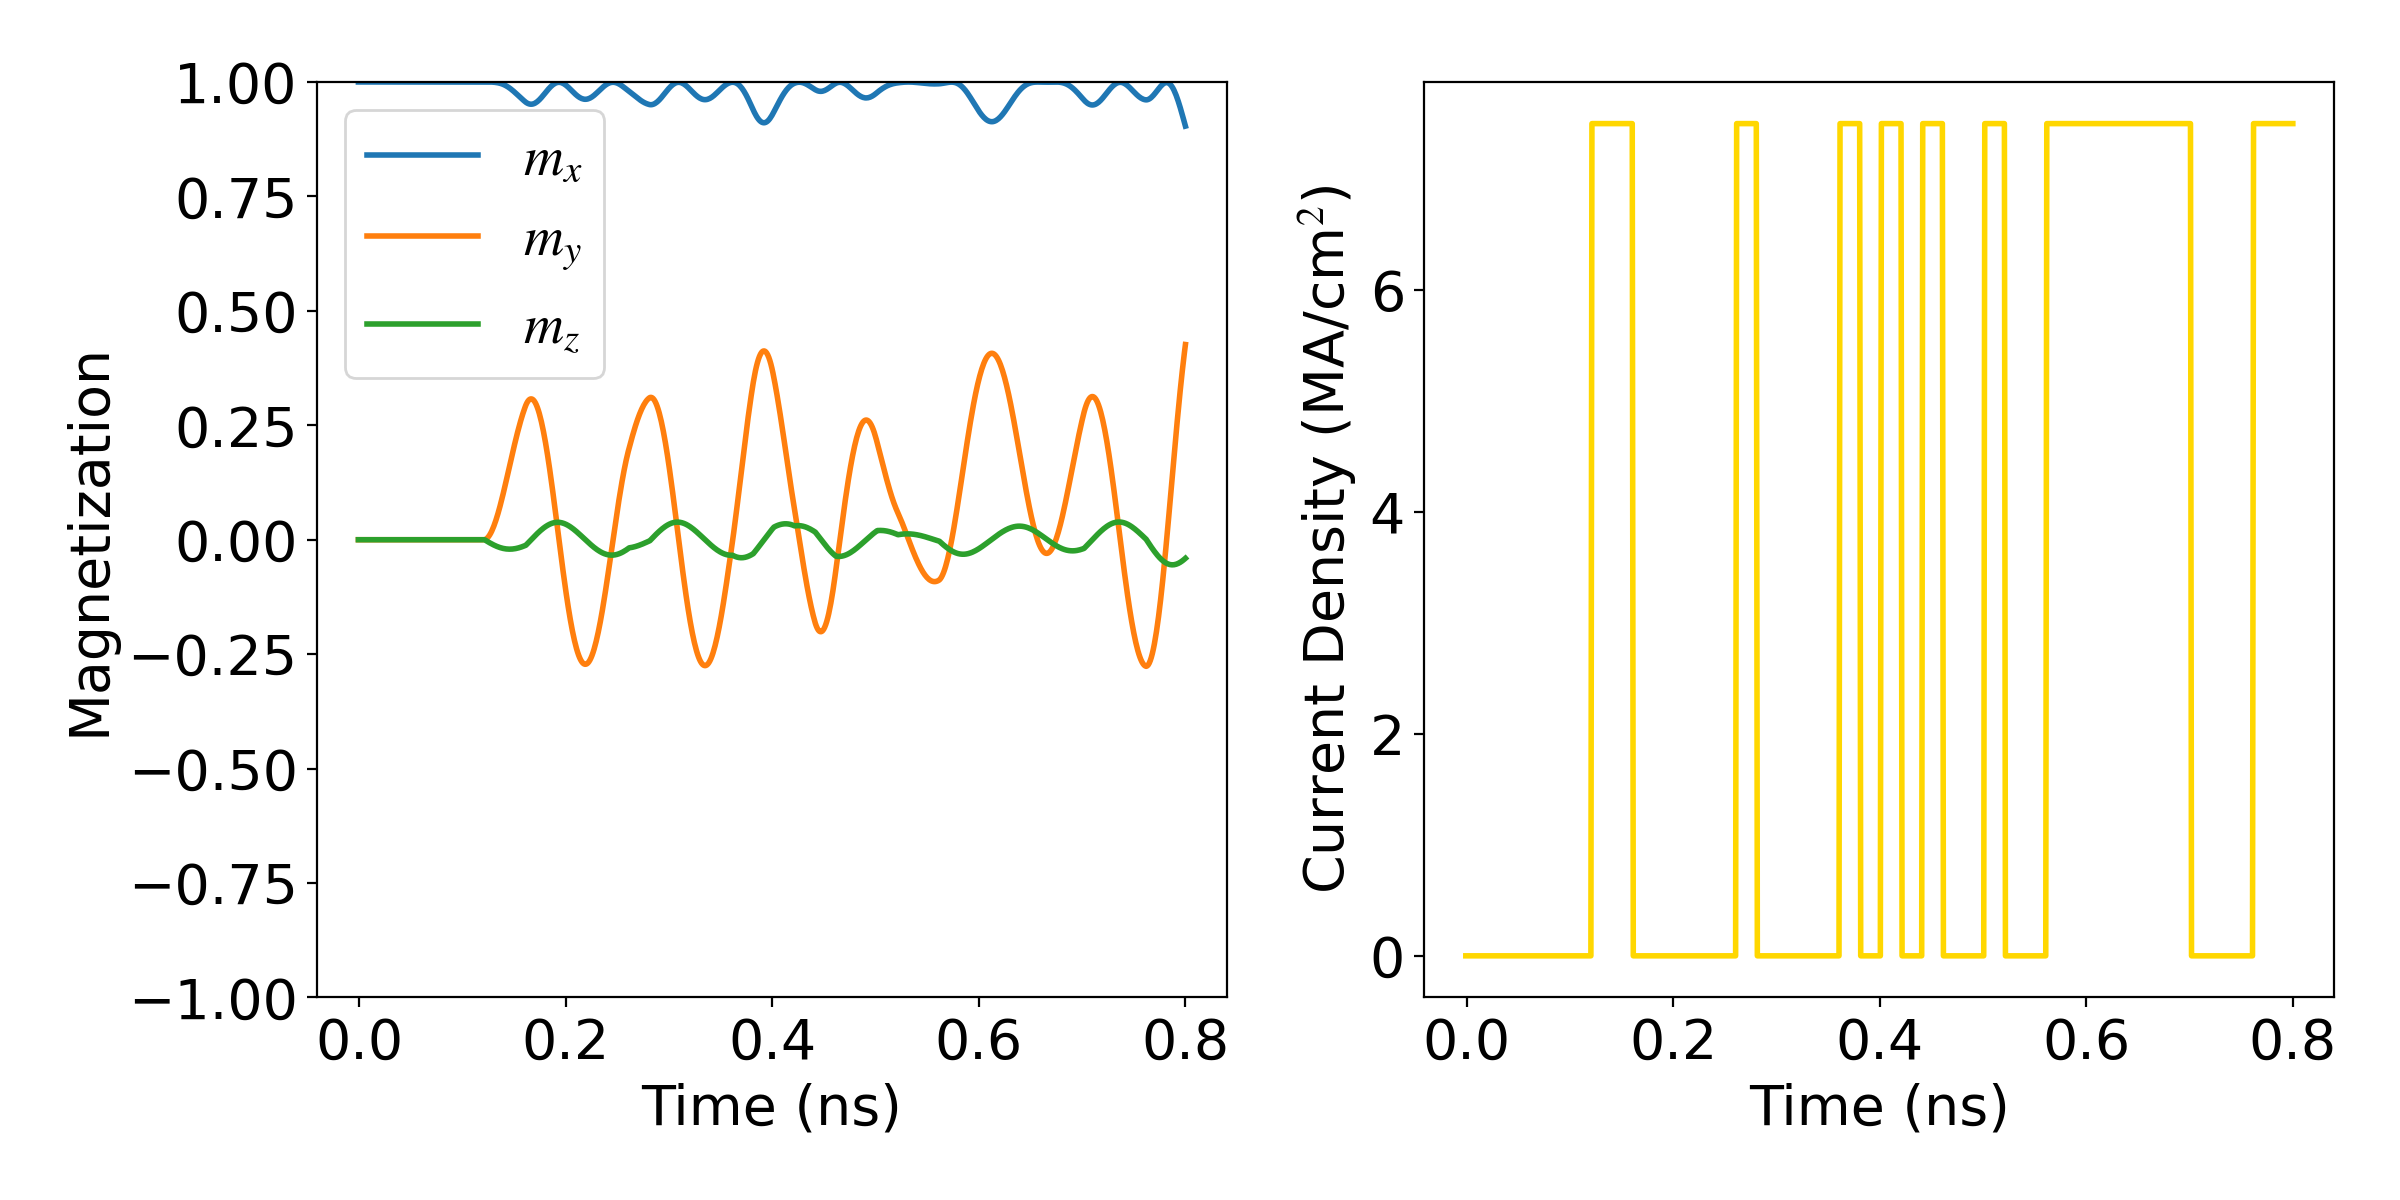 Magnetization
1.00
0.75
0.50
0.25
0.00
−0.25
−0.50
−0.75
−1.00
m_x
m_y
m_z
0.0 0.2 0.4 0.6 0.8
Time (ns)
Current Density (MA/cm²)
6
4
2
0
0.0 0.2 0.4 0.6 0.8
Time (ns)